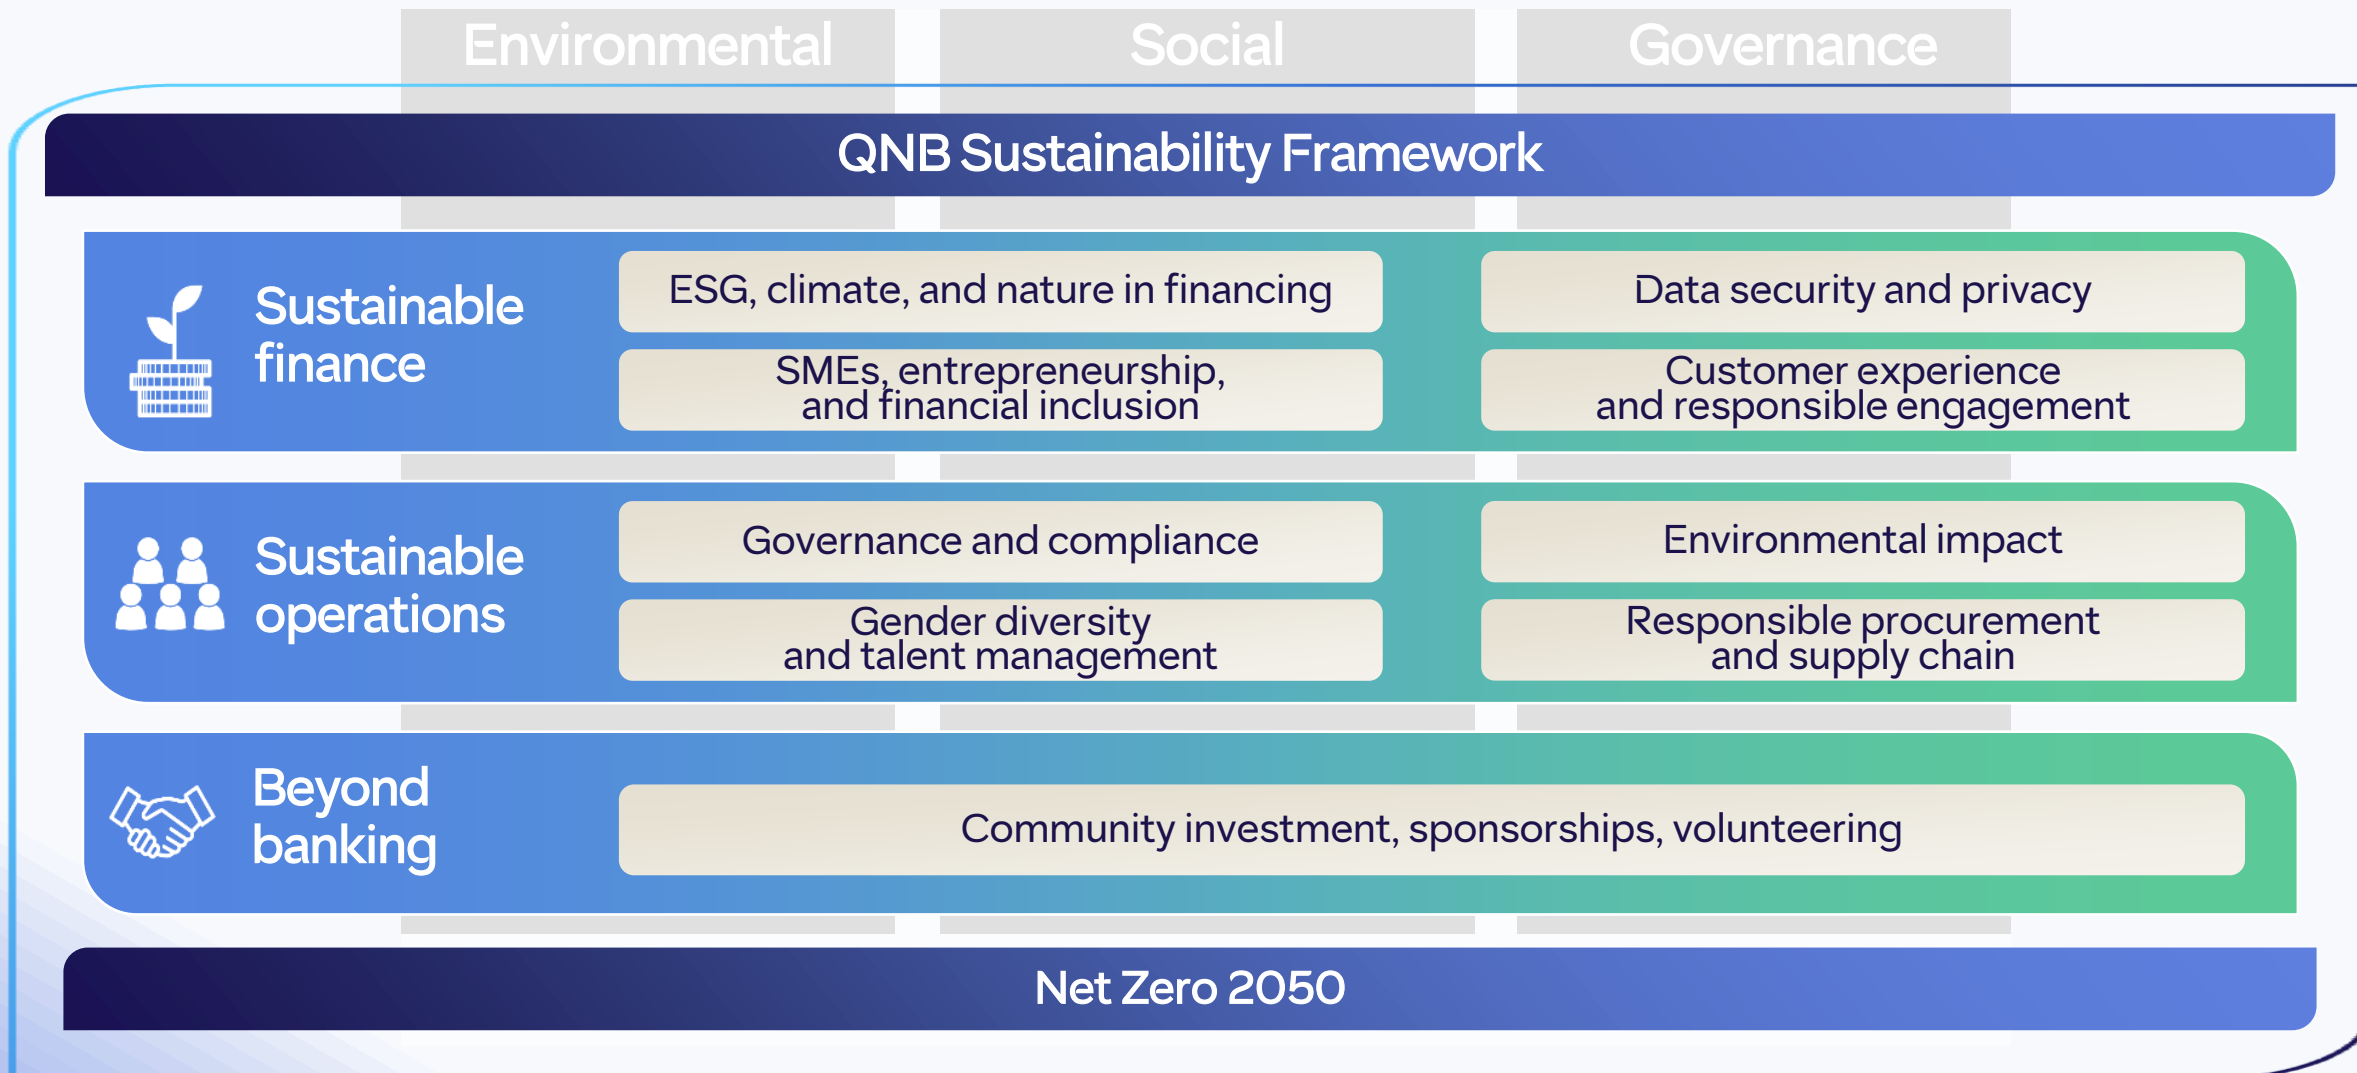 Environmental
Social
Governance
QNB Sustainability Framework
Sustainable
finance
ESG, climate, and nature in financing
Data security and privacy
SMEs, entrepreneurship,
and financial inclusion
Customer experience
and responsible engagement
Sustainable
operations
Governance and compliance
Environmental impact
Gender diversity
and talent management
Responsible procurement
and supply chain
Beyond
banking
Community investment, sponsorships, volunteering
Net Zero 2050